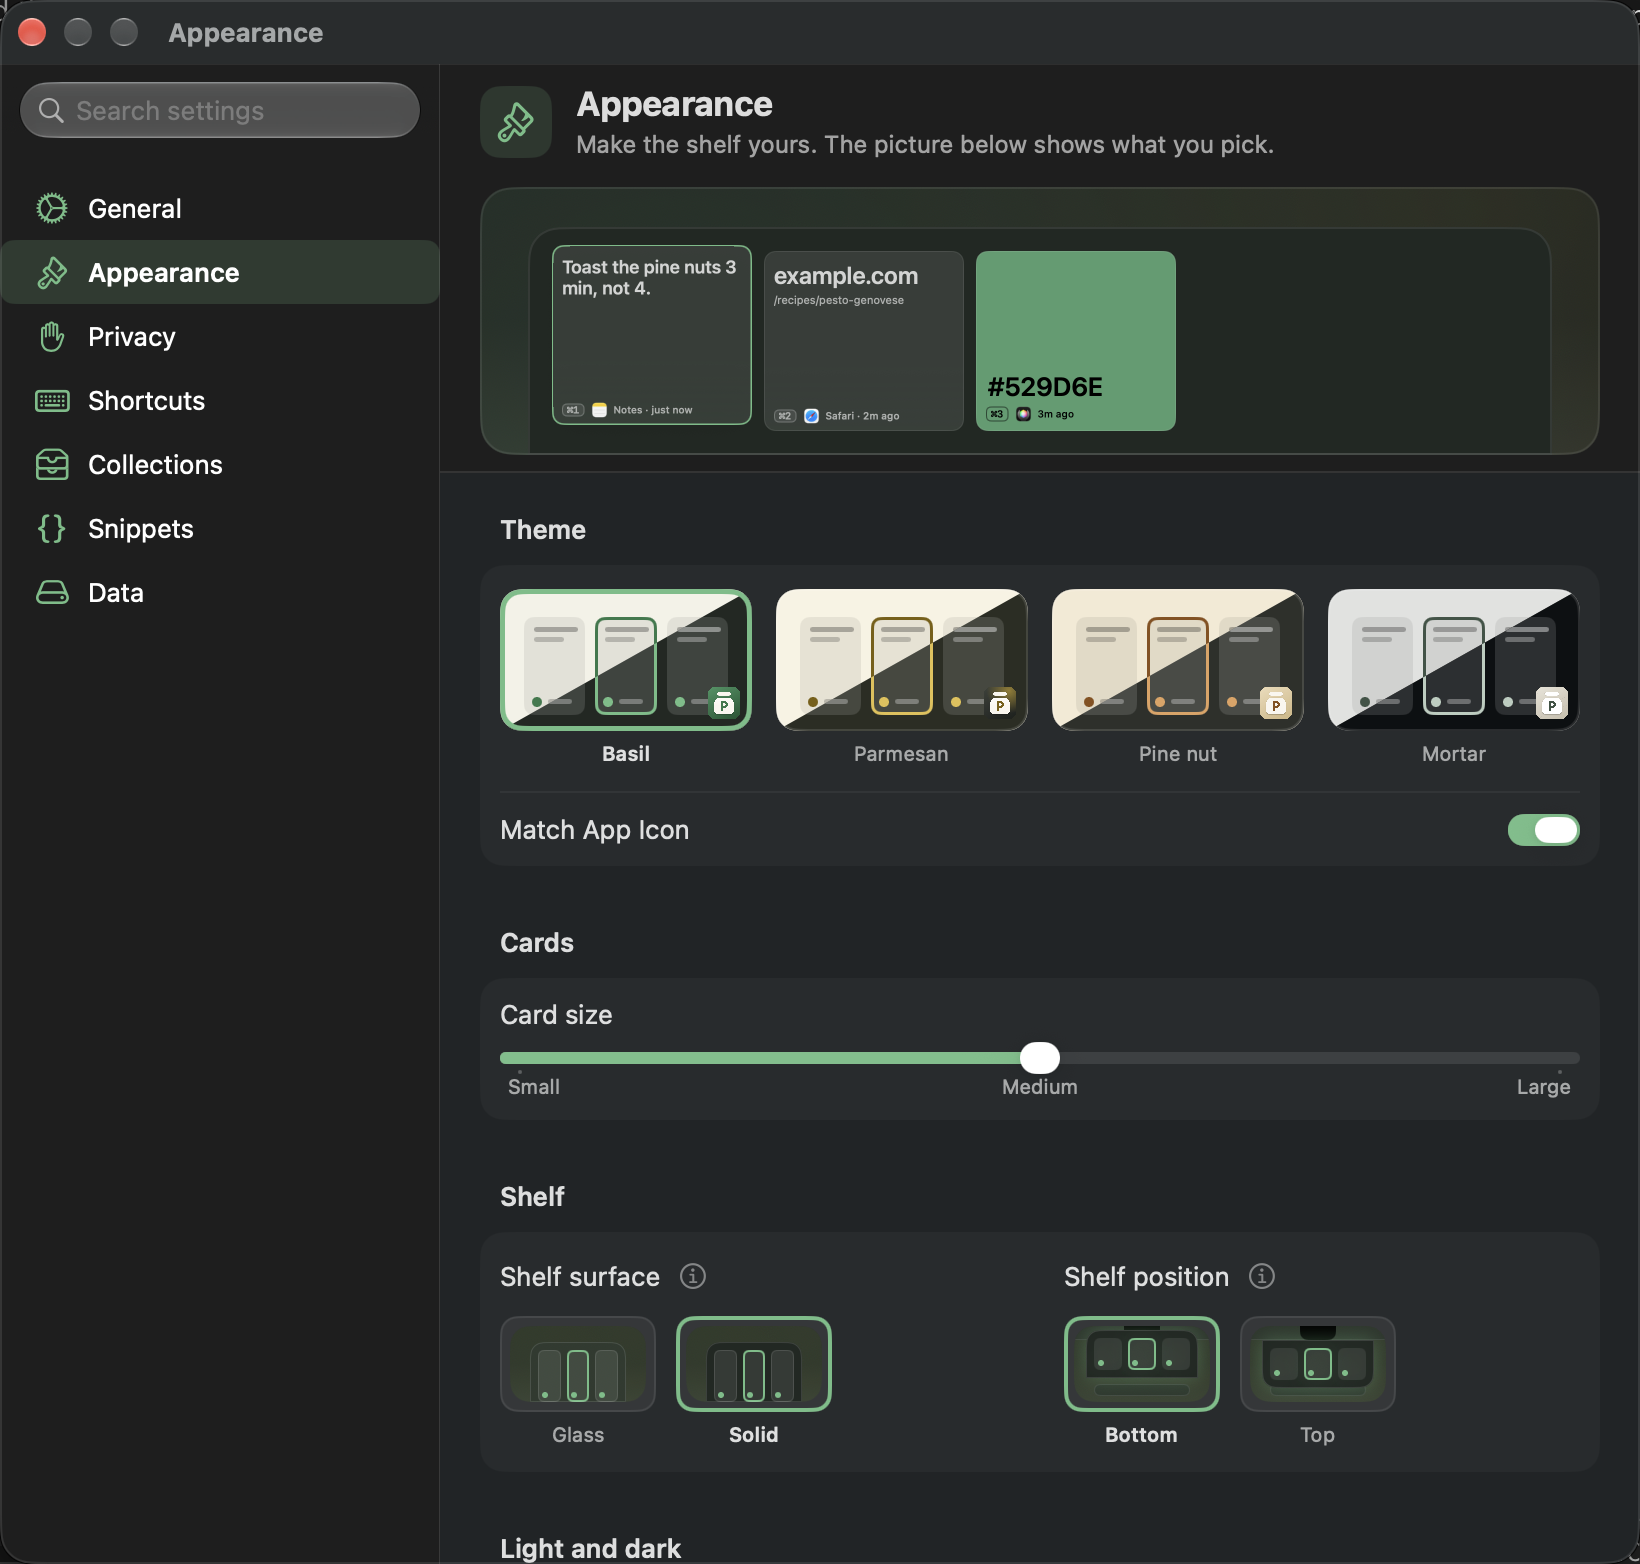 Appearance
Search settings
General
Appearance
Privacy
Shortcuts
Collections
Snippets
Data
Appearance
Make the shelf yours. The picture below shows what you pick.
Toast the pine nuts 3
min, not 4.
⌘1 Notes · just now
example.com
/recipes/pesto-genovese
⌘2 Safari · 2m ago
#529D6E
⌘3 3m ago
Theme
P
P
P
P
Basil
Parmesan
Pine nut
Mortar
Match App Icon
Cards
Card size
Small
Medium
Large
Shelf
Shelf surface
Shelf position
Glass
Solid
Bottom
Top
Light and dark